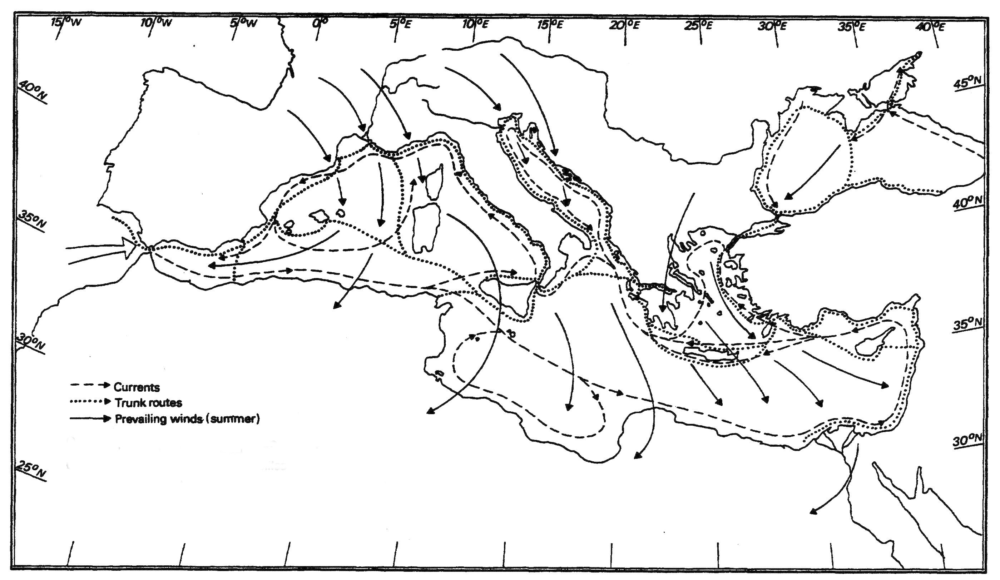 15°W 10°W 5°W 0° 5°E 10°E 15°E 20°E 25°E 30°E 35°E 40°E
40°N 45°N
35°N 40°N
30°N 35°N
Currents
Trunk routes
Prevailing winds (summer)
25°N 30°N